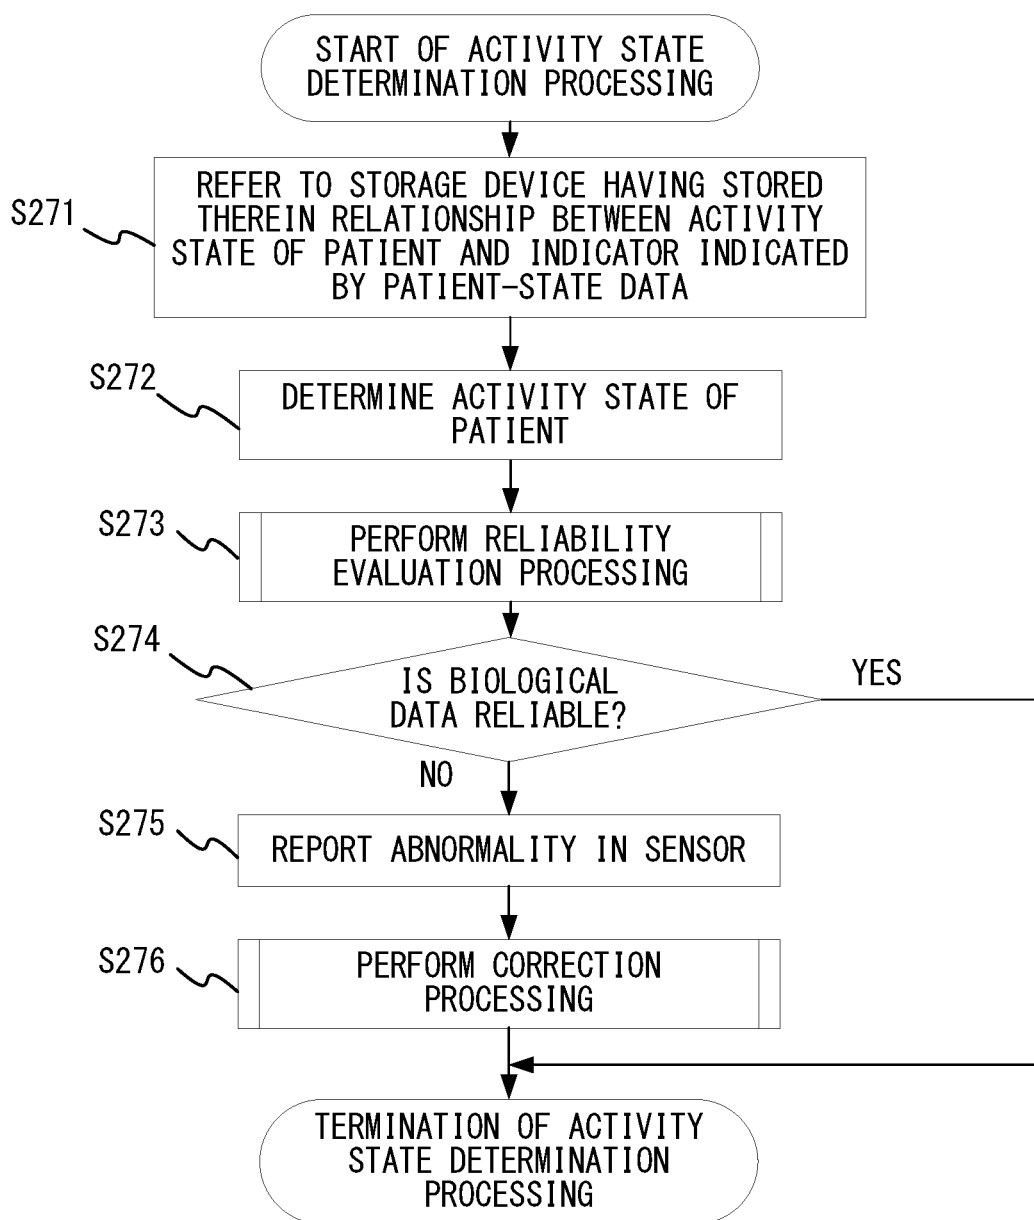 START OF ACTIVITY STATE
DETERMINATION PROCESSING
S271
REFER TO STORAGE DEVICE HAVING STORED
THEREIN RELATIONSHIP BETWEEN ACTIVITY
STATE OF PATIENT AND INDICATOR INDICATED
BY PATIENT-STATE DATA
S272
DETERMINE ACTIVITY STATE OF
PATIENT
S273
PERFORM RELIABILITY
EVALUATION PROCESSING
S274
IS BIOLOGICAL
DATA RELIABLE?
YES
NO
S275
REPORT ABNORMALITY IN SENSOR
S276
PERFORM CORRECTION
PROCESSING
TERMINATION OF ACTIVITY
STATE DETERMINATION
PROCESSING